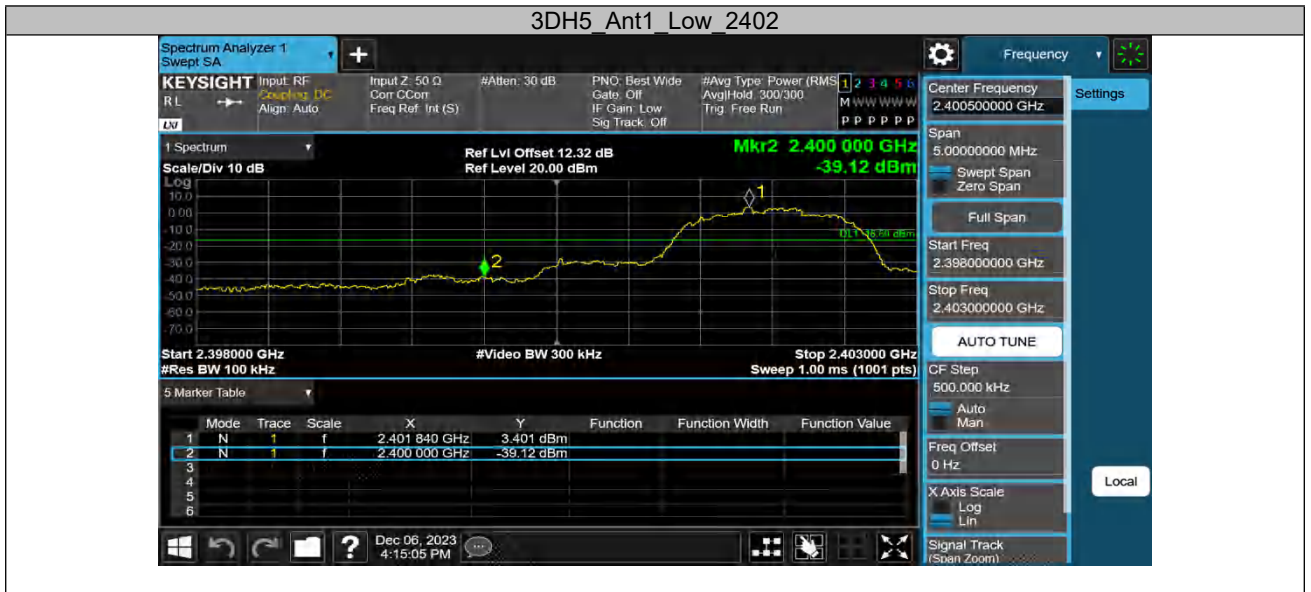 3DH5_Ant1_Low_2402
Spectrum Analyzer 1
Swept SA
Frequency
KEYSIGHT
RL
LXI
Input: RF
Coupling: DC
Align: Auto
Input Z: 50 Ω
Corr CCorr
Freq Ref: Int (S)
#Atten: 30 dB
PNO: Best Wide
Gate: Off
IF Gain: Low
Sig Track: Off
#Avg Type: Power (RMS
Avg|Hold: 300/300
Trig: Free Run
1 2 3 4 5 6
M W W W W W
P P P P P P
1 Spectrum
Scale/Div 10 dB
Ref Lvl Offset 12.32 dB
Ref Level 20.00 dBm
Mkr2 2.400 000 GHz
-39.12 dBm
Log
10.0
0.00
-10.0
-20.0
-30.0
-40.0
-50.0
-60.0
-70.0
1
2
Start 2.398000 GHz
#Res BW 100 kHz
#Video BW 300 kHz
Stop 2.403000 GHz
Sweep 1.00 ms (1001 pts)
5 Marker Table
Mode Trace Scale X Y Function Function Width Function Value
1 N 1 f 2.401 840 GHz 3.401 dBm
2 N 1 f 2.400 000 GHz -39.12 dBm
3
4
5
6
?
Dec 06, 2023
4:15:05 PM
Center Frequency
2.400500000 GHz
Span
5.00000000 MHz
Swept Span
Zero Span
Full Span
Start Freq
2.398000000 GHz
Stop Freq
2.403000000 GHz
AUTO TUNE
CF Step
500.000 kHz
Auto
Man
Freq Offset
0 Hz
X Axis Scale
Log
Lin
Signal Track
(Span Zoom)
Settings
Local